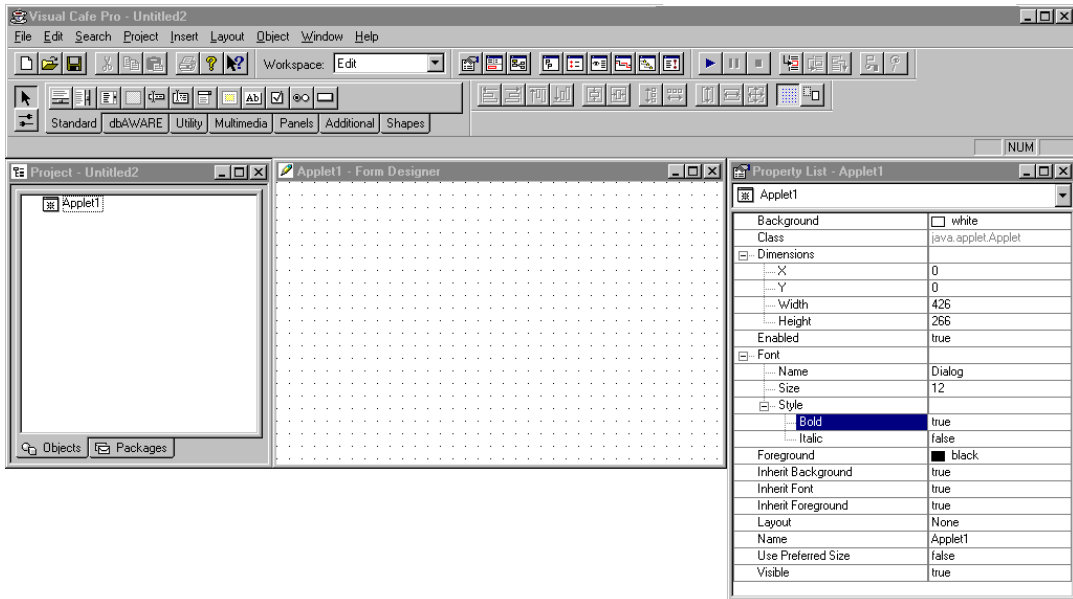 Visual Cafe Pro - Untitled2
File Edit Search Project Insert Layout Object Window Help
Workspace: Edit
Standard dbAWARE Utility Multimedia Panels Additional Shapes
NUM
Project - Untitled2
Applet1
Objects Packages
Applet1 - Form Designer
Property List - Applet1
Applet1
Background white
Class java.applet.Applet
Dimensions
X 0
Y 0
Width 426
Height 266
Enabled true
Font
Name Dialog
Size 12
Style
Bold true
Italic false
Foreground black
Inherit Background true
Inherit Font true
Inherit Foreground true
Layout None
Name Applet1
Use Preferred Size false
Visible true